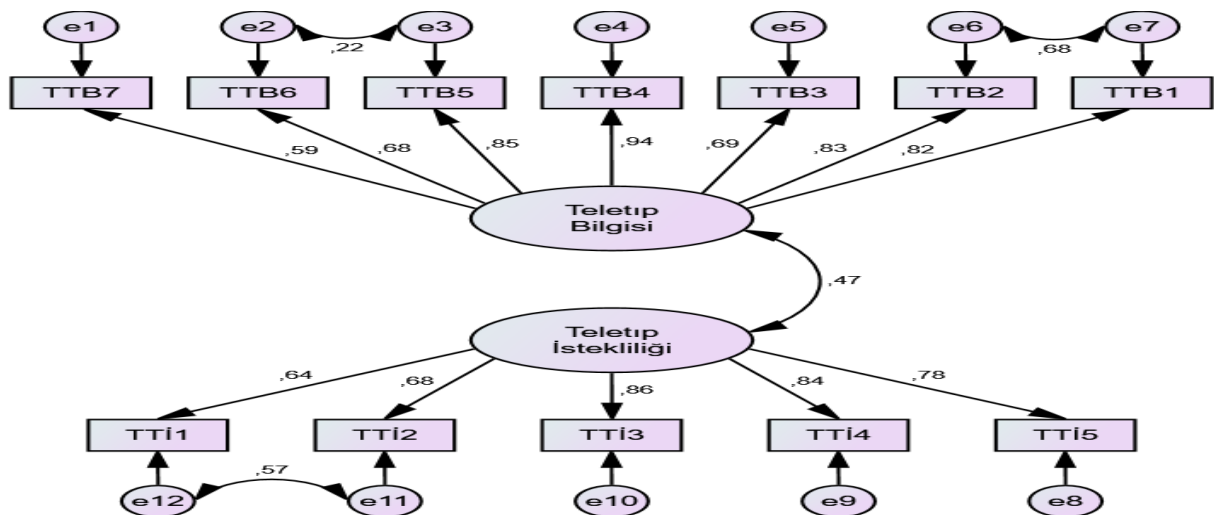 e1 e2 e3 e4 e5 e6 e7
,22 ,68
TTB7 TTB6 TTB5 TTB4 TTB3 TTB2 TTB1
,59 ,68 ,85 ,94 ,69 ,83 ,82
Teletıp
Bilgisi
,47
Teletıp
İstekliliği
,64 ,68 ,86 ,84 ,78
TTİ1 TTİ2 TTİ3 TTİ4 TTİ5
,57
e12 e11 e10 e9 e8